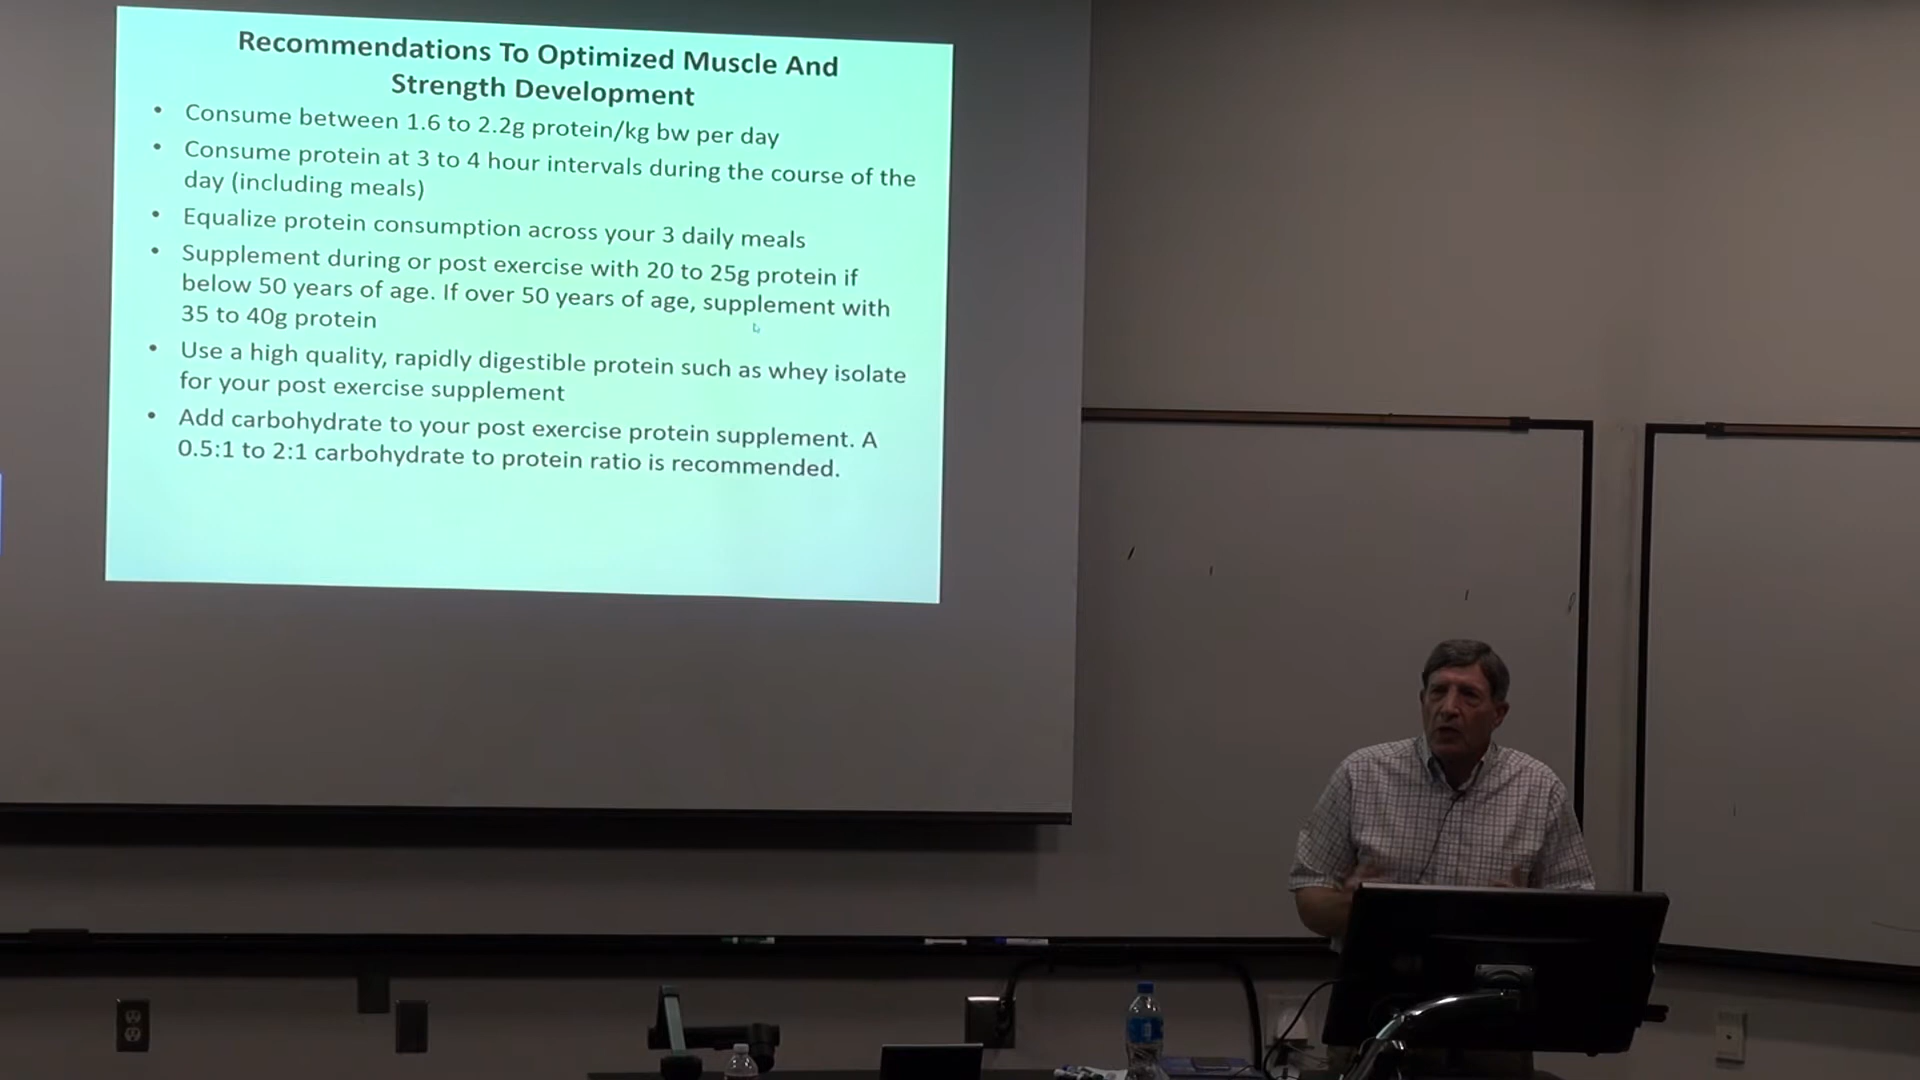 Recommendations To Optimized Muscle And
Strength Development
• Consume between 1.6 to 2.2g protein/kg bw per day
• Consume protein at 3 to 4 hour intervals during the course of the
day (including meals)
• Equalize protein consumption across your 3 daily meals
• Supplement during or post exercise with 20 to 25g protein if
below 50 years of age. If over 50 years of age, supplement with
35 to 40g protein
• Use a high quality, rapidly digestible protein such as whey isolate
for your post exercise supplement
• Add carbohydrate to your post exercise protein supplement. A
0.5:1 to 2:1 carbohydrate to protein ratio is recommended.